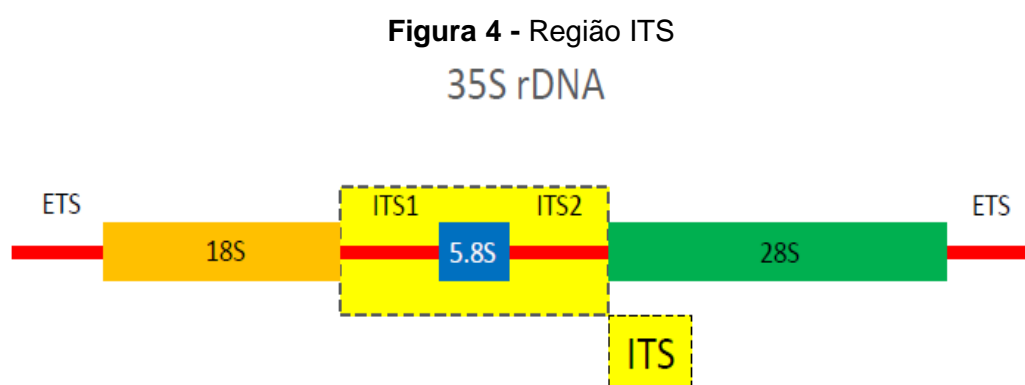 Figura 4 - Região ITS
35S rDNA
ETS
ITS1
ITS2
ETS
18S
5.8S
28S
ITS